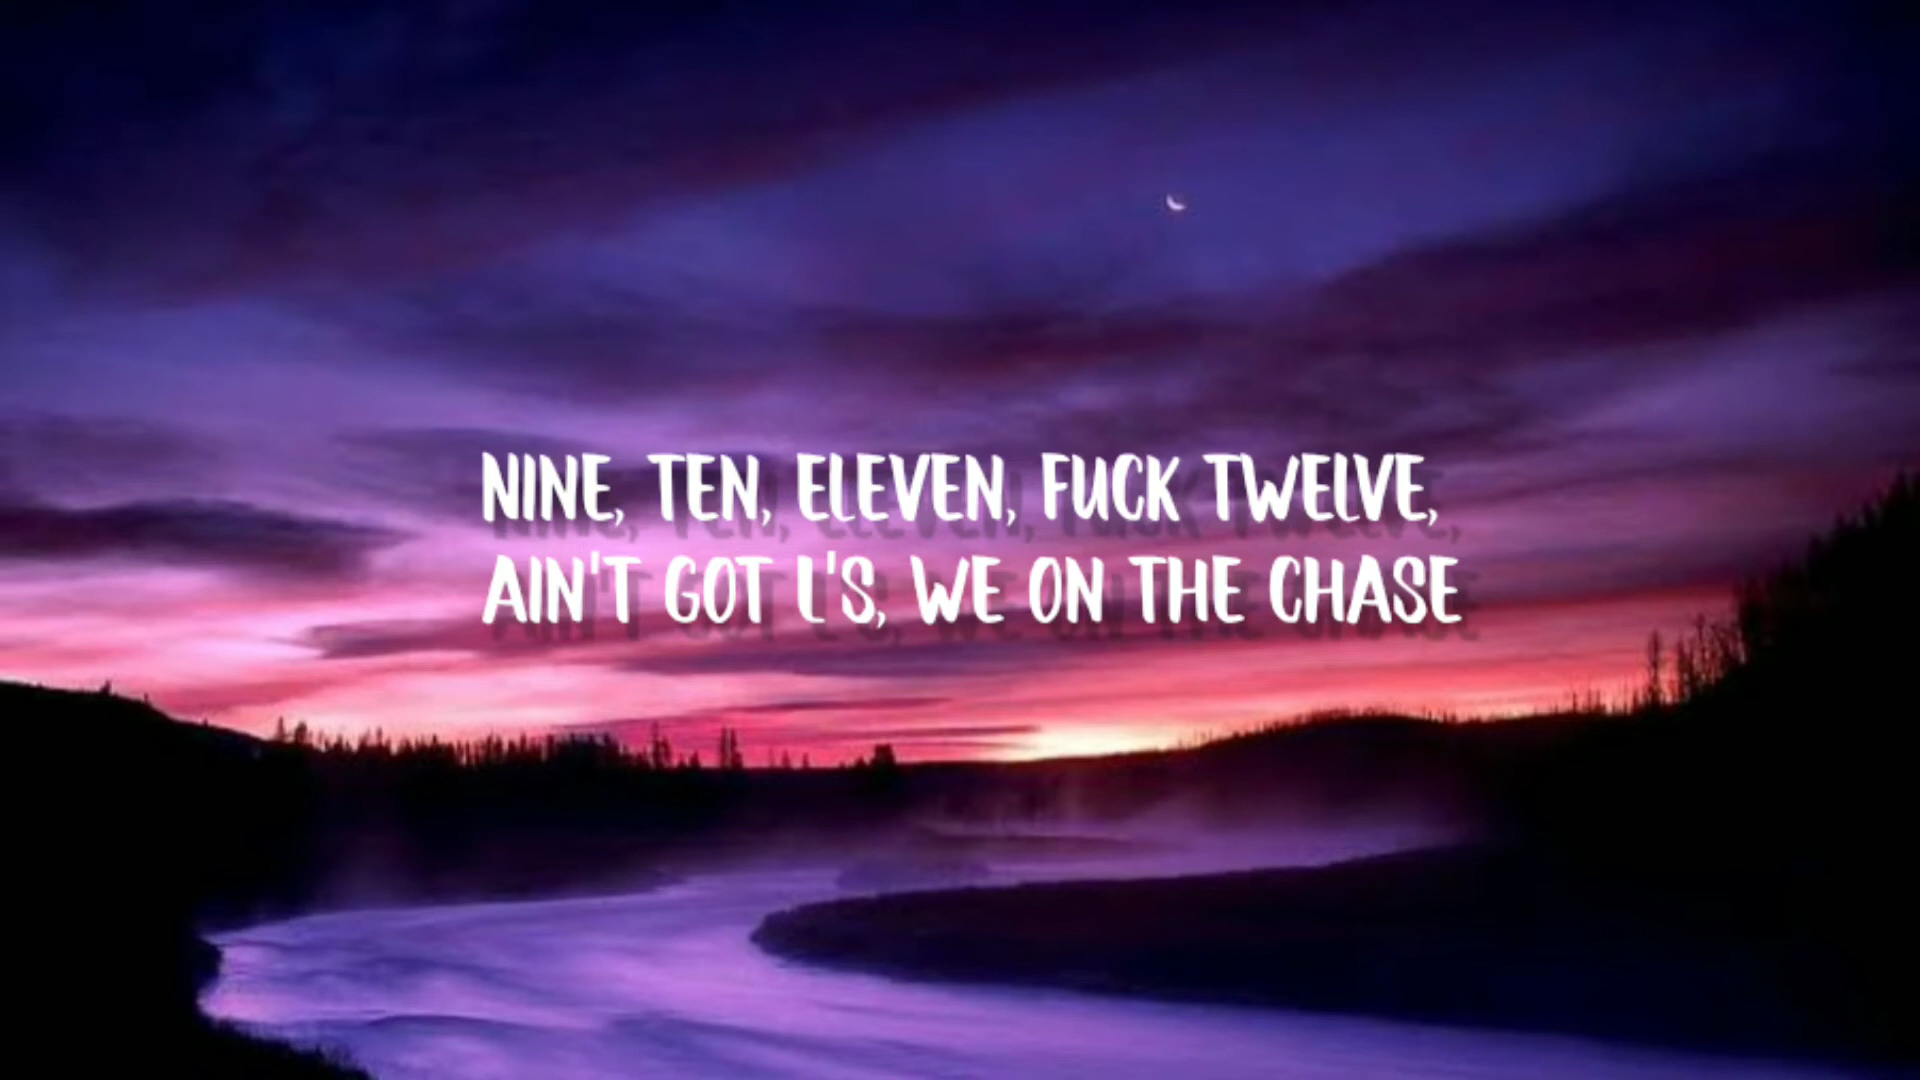 NINE, TEN, ELEVEN, FUCK TWELVE,
AIN'T GOT L'S, WE ON THE CHASE